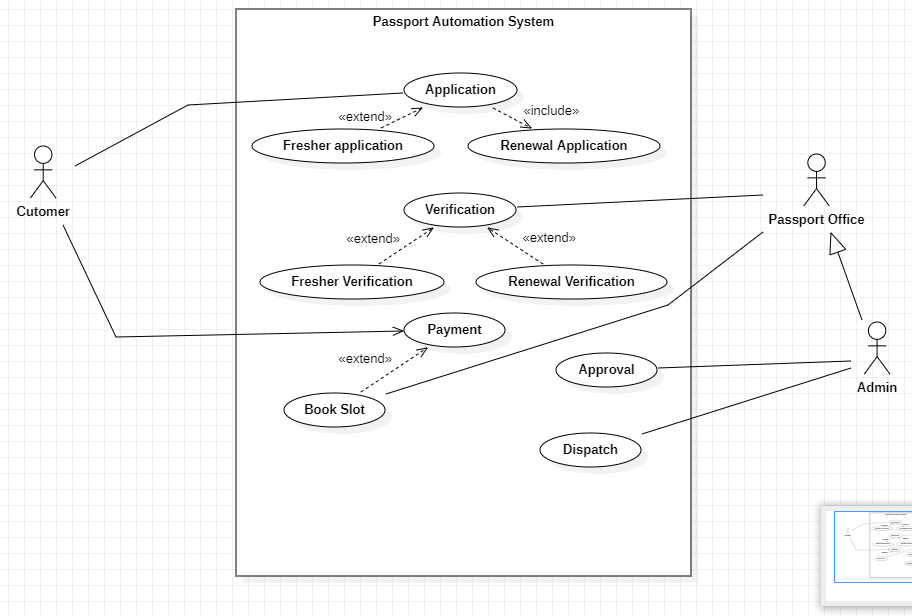 Passport Automation System
Application
«extend»
«include»
Fresher application
Renewal Application
Cutomer
Verification
Passport Office
«extend»
«extend»
Fresher Verification
Renewal Verification
Payment
«extend»
Approval
Admin
Book Slot
Dispatch